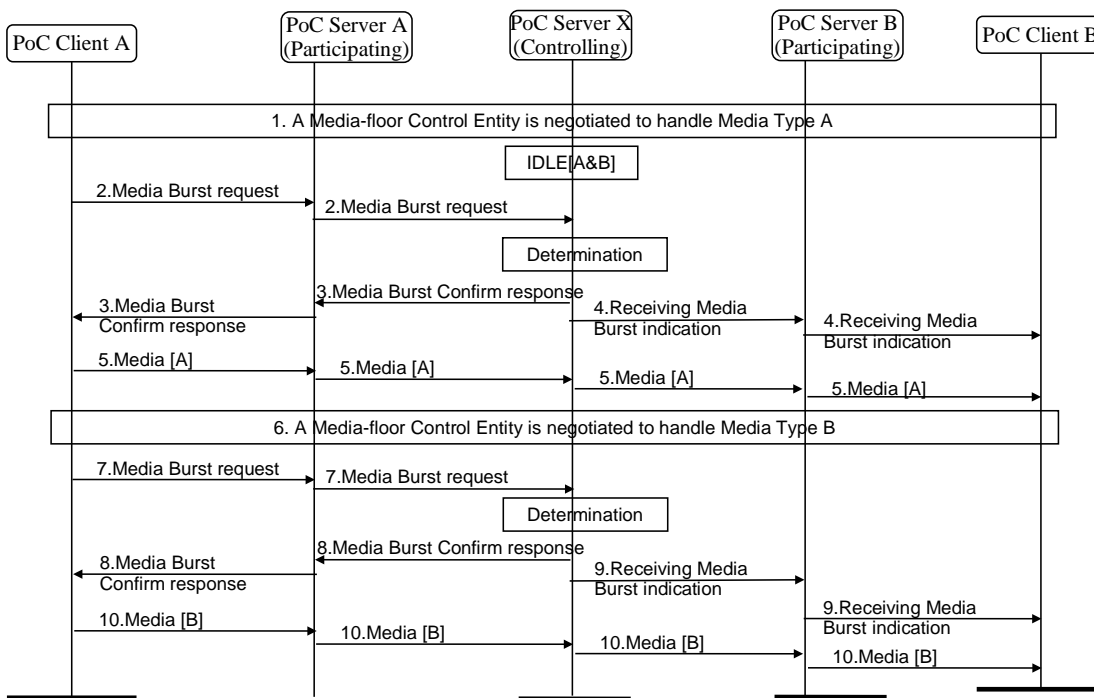 PoC Client A
PoC Server A
(Participating)
PoC Server X
(Controlling)
PoC Server B
(Participating)
PoC Client B
1. A Media-floor Control Entity is negotiated to handle Media Type A
IDLE[A&B]
2.Media Burst request
2.Media Burst request
Determination
3.Media Burst Confirm response
3.Media Burst
Confirm response
4.Receiving Media
Burst indication
4.Receiving Media
Burst indication
5.Media [A]
5.Media [A]
5.Media [A]
5.Media [A]
6. A Media-floor Control Entity is negotiated to handle Media Type B
7.Media Burst request
7.Media Burst request
Determination
8.Media Burst Confirm response
8.Media Burst
Confirm response
9.Receiving Media
Burst indication
9.Receiving Media
Burst indication
10.Media [B]
10.Media [B]
10.Media [B]
10.Media [B]